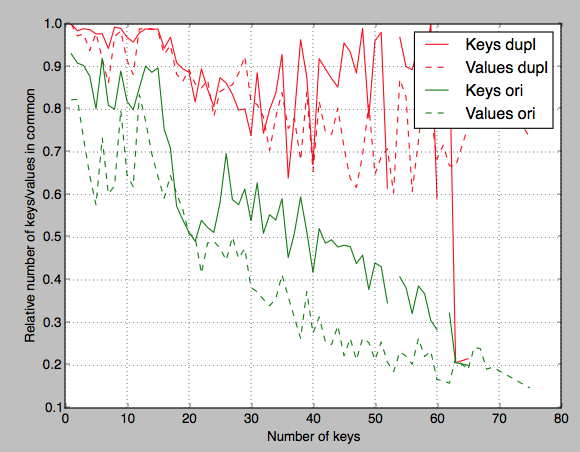 1.0
0.9
0.8
0.7
0.6
0.5
0.4
0.3
0.2
0.1
Relative number of keys/values in common
Keys dupl
Values dupl
Keys ori
Values ori
0 10 20 30 40 50 60 70 80
Number of keys